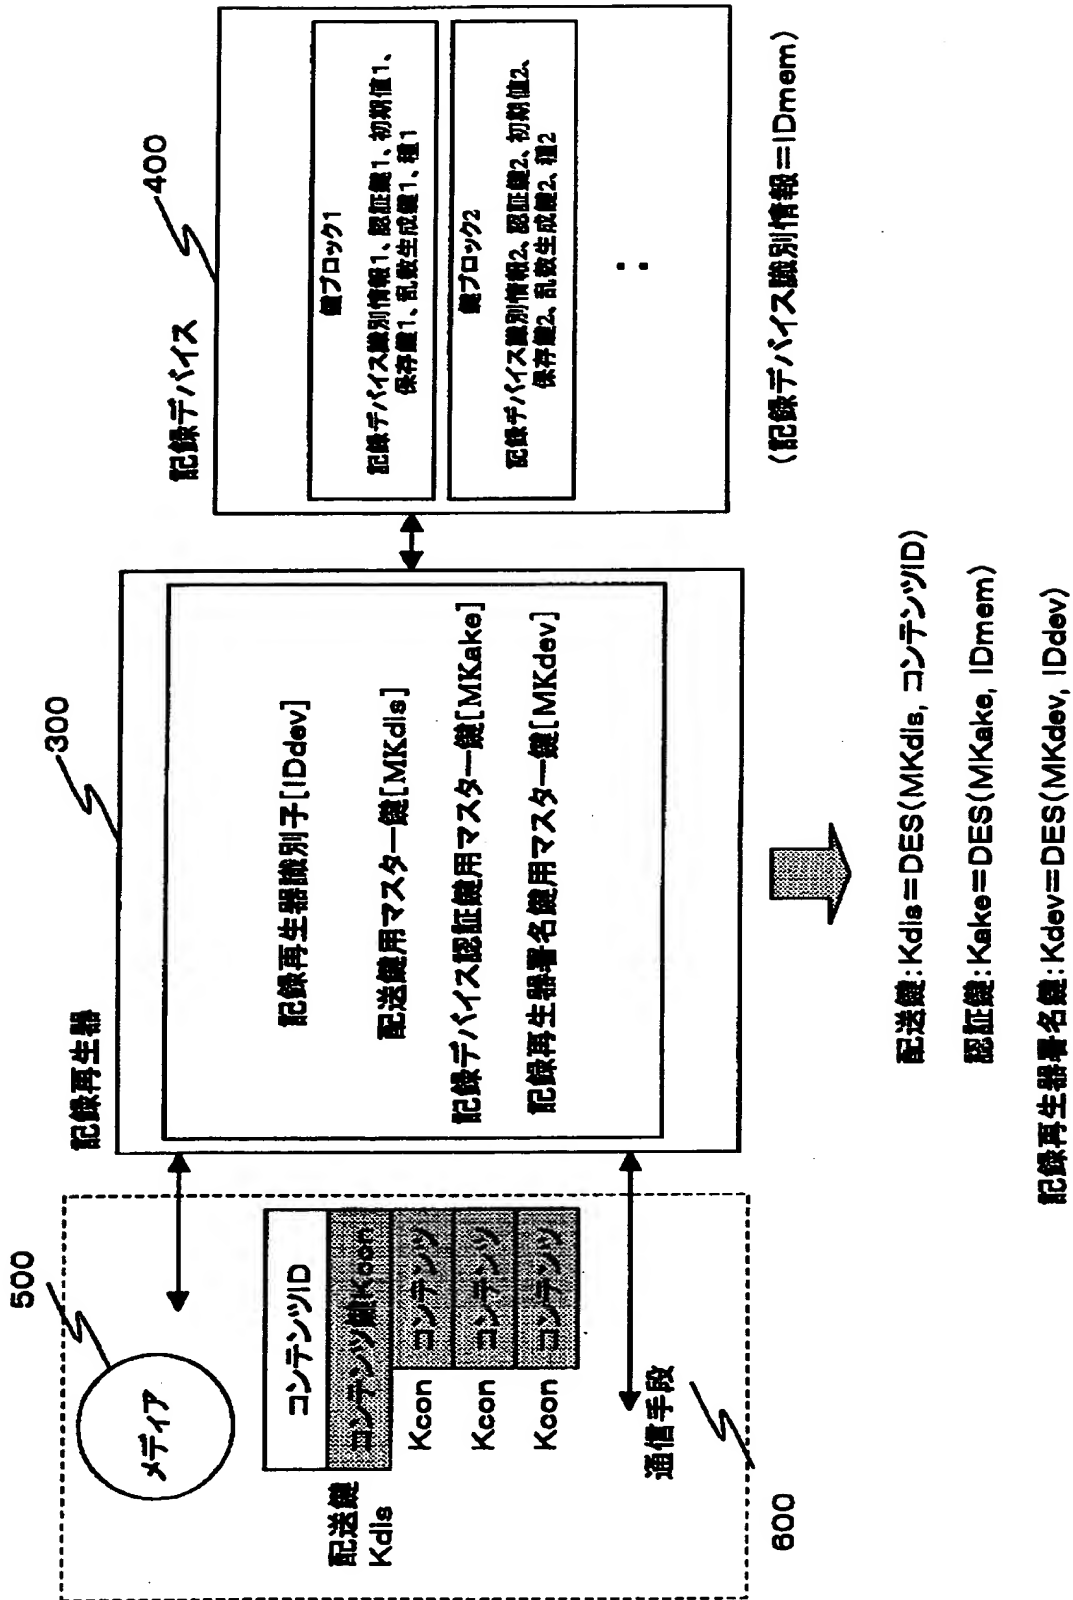 500
メディア
コンテンツID
コンテンツ鍵Kcon
コンテンツ
コンテンツ
コンテンツ
配送鍵
Kdis
Kcon
Kcon
Kcon
通信手段
600
記録再生器
300
記録再生器識別子[IDdev]
配送鍵用マスター鍵[MKdis]
記録デバイス認証鍵用マスター鍵[MKake]
記録再生器署名鍵用マスター鍵[MKdev]
配送鍵:Kdis=DES(MKdis, コンテンツID)
認証鍵:Kake=DES(MKake, IDmem)
記録再生器署名鍵:Kdev=DES(MKdev, IDdev)
記録デバイス
400
鍵ブロック1
記録デバイス識別情報1、認証鍵1、初期値1、
保存鍵1、乱数生成鍵1、種1
鍵ブロック2
記録デバイス識別情報2、認証鍵2、初期値2、
保存鍵2、乱数生成鍵2、種2
:
(記録デバイス識別情報=IDmem)